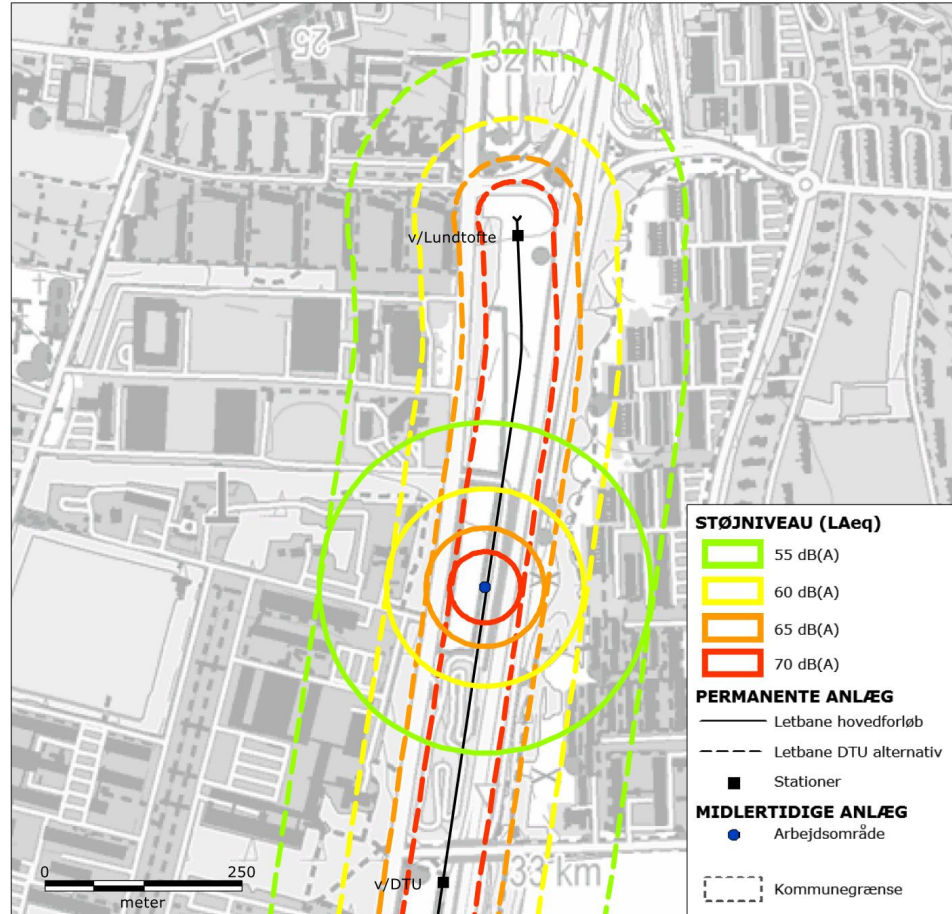 25
32 km
v/Lundtofte
STØJNIVEAU (LAeq)
55 dB(A)
60 dB(A)
65 dB(A)
70 dB(A)
PERMANENTE ANLÆG
Letbane hovedforløb
Letbane DTU alternativ
Stationer
MIDLERTIDIGE ANLÆG
Arbejdsområde
Kommunegrænse
v/DTU
33 km
0
250
meter